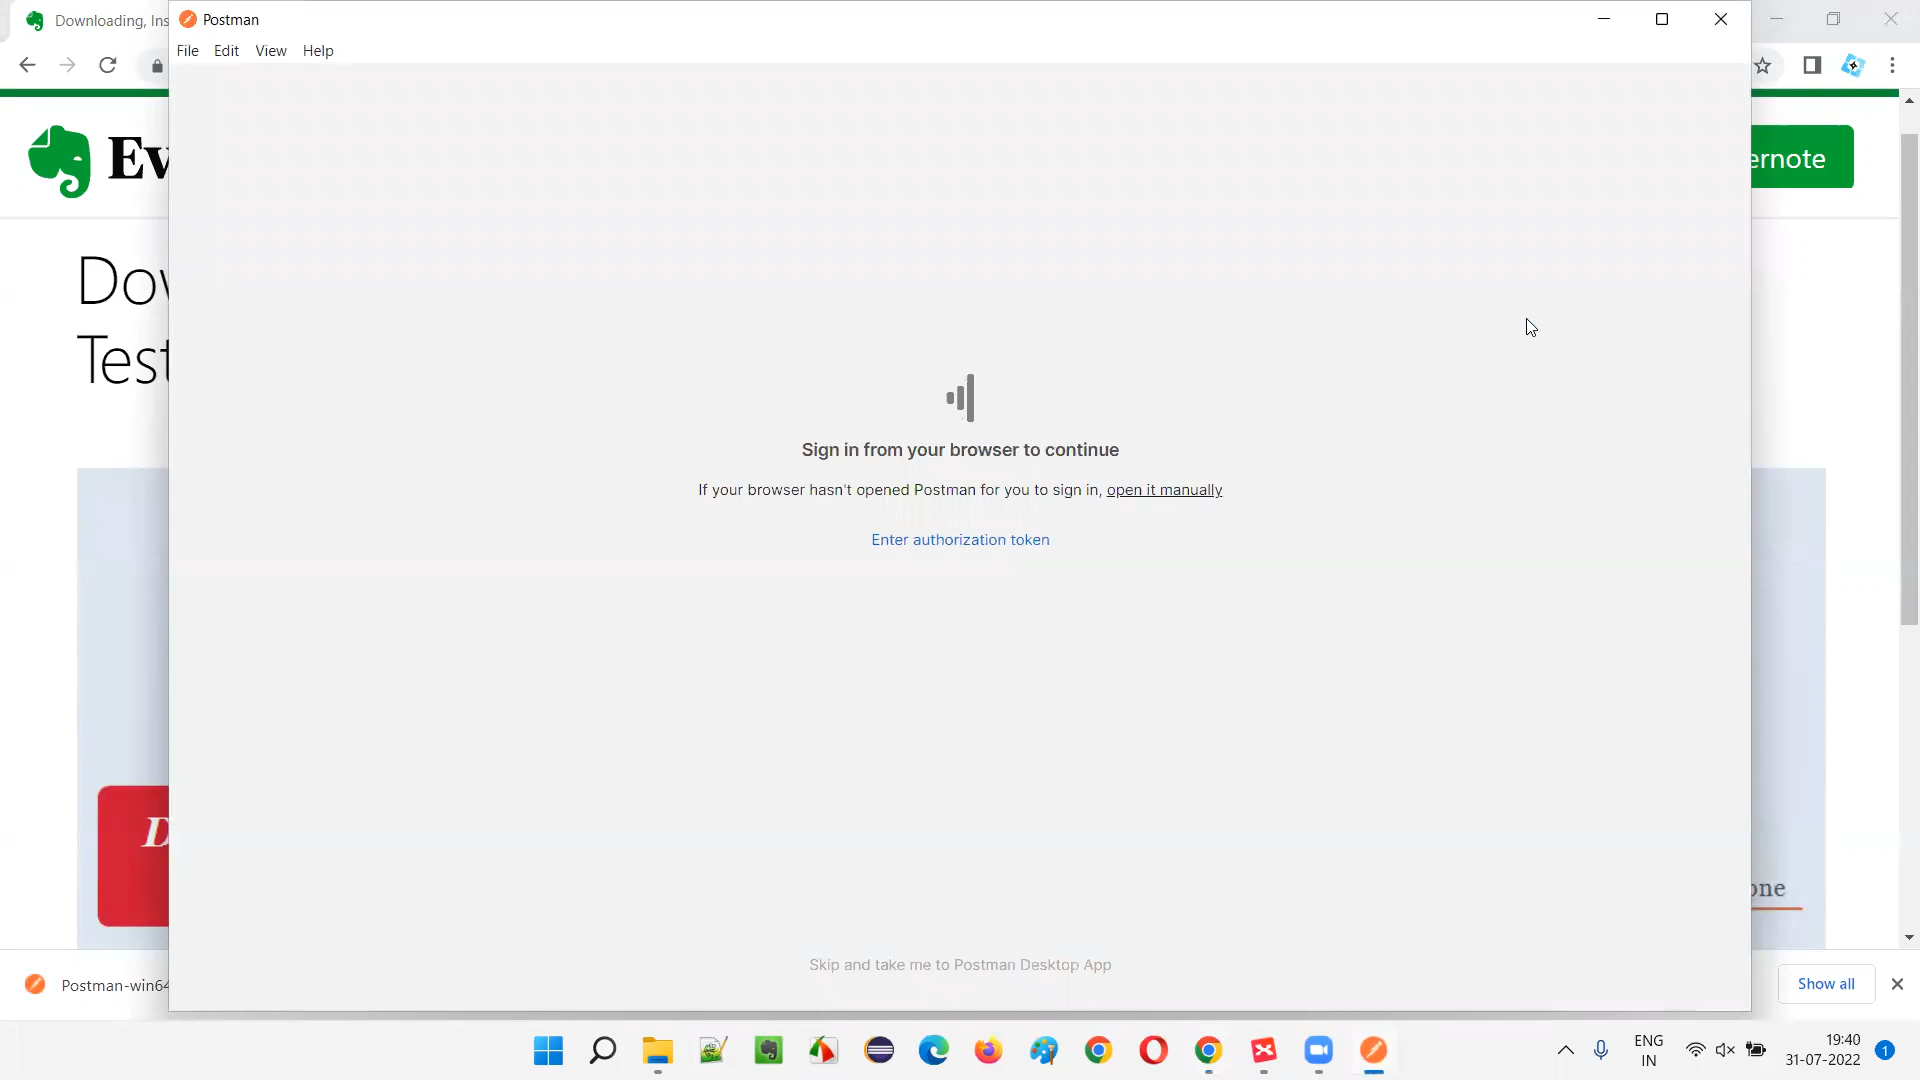 Downloading, Ins
Postman
File Edit View Help
Ev
ernote
Dow
Test
Sign in from your browser to continue
If your browser hasn't opened Postman for you to sign in, open it manually
Enter authorization token
D
one
Skip and take me to Postman Desktop App
Postman-win64
Show all
ENG
IN
19:40
31-07-2022
1